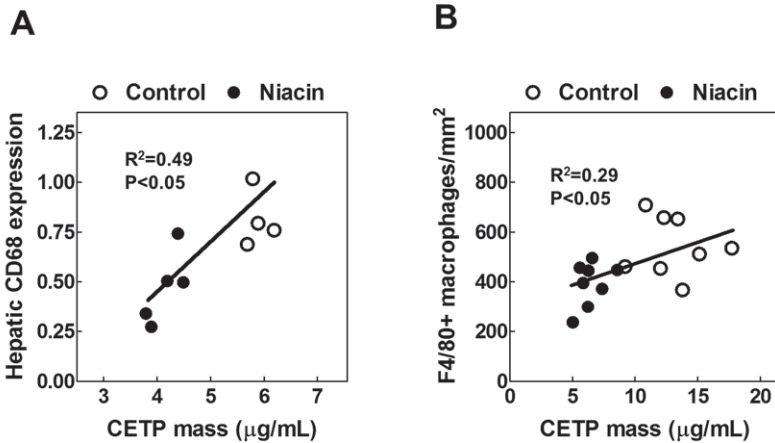 A
Control Niacin
Hepatic CD68 expression
1.25
1.00
0.75
0.50
0.25
0.00
R²=0.49
P<0.05
3 4 5 6 7
CETP mass (μg/mL)
B
Control Niacin
F4/80+ macrophages/mm²
1000
800
600
400
200
0
R²=0.29
P<0.05
0 5 10 15 20
CETP mass (μg/mL)